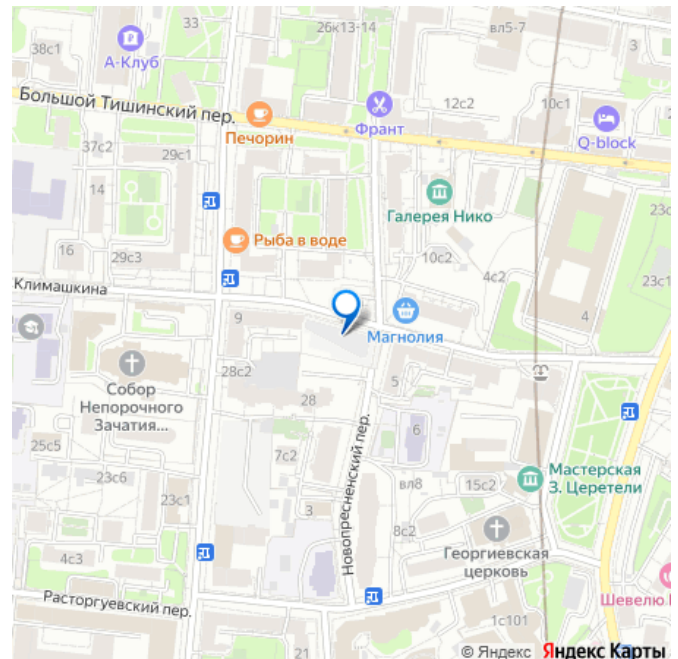 38с1
33
26к13-14
вл5-7
3
А-Клуб
Большой Тишинский пер.
12с2
10с1
Печорин
Франт
Q-block
37с2
29с1
14
Галерея Нико
23с
Рыба в воде
16
29с3
10с2
4с2
23с1
Климашкина
9
Магнолия
4
28с2
5
Собор
Непорочного
Зачатия...
28
6
25с5
7с2
23с6
23с1
вл8
15с2
Мастерская
З. Церетели
3
8с2
Новопресненский пер.
Георгиевская
церковь
4с3
Расторгуевский пер.
Шевелю
1с101
21
© Яндекс Яндекс Карты